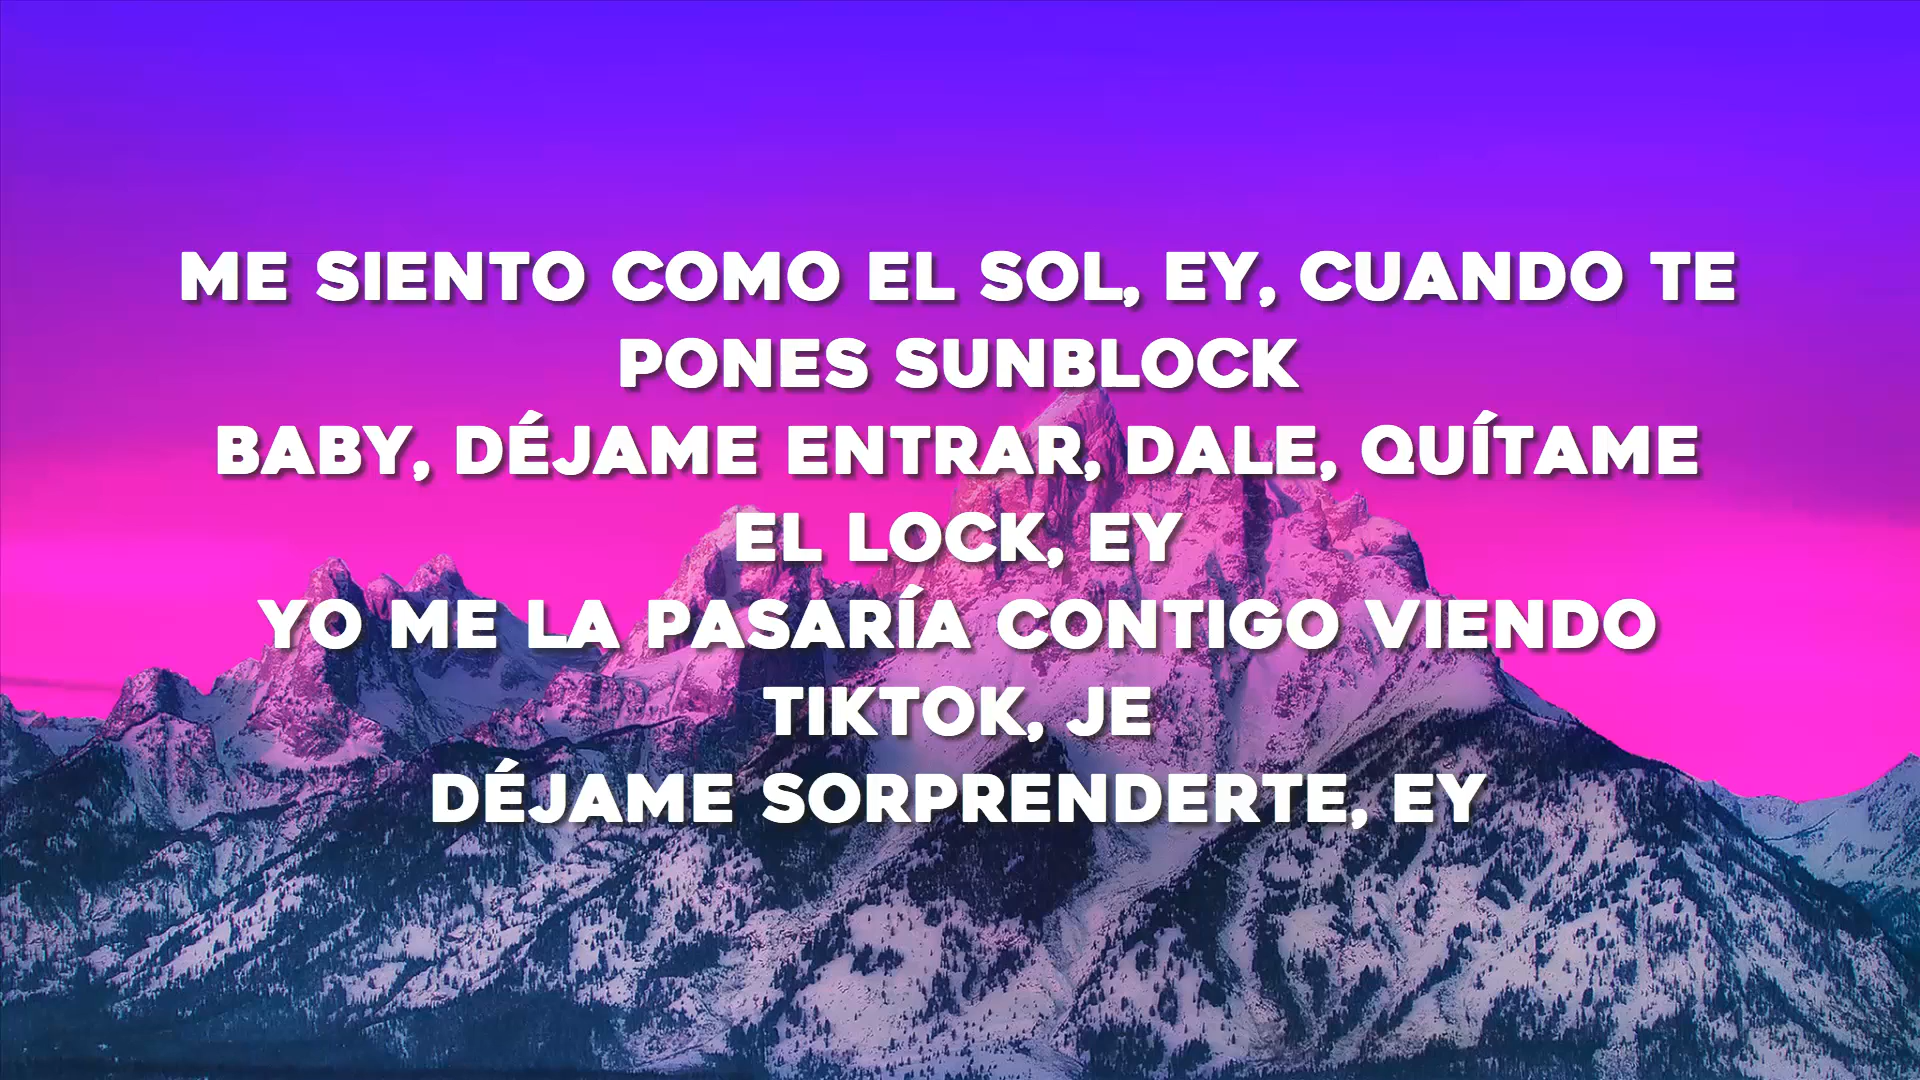 ME SIENTO COMO EL SOL, EY, CUANDO TE
PONES SUNBLOCK
BABY, DÉJAME ENTRAR, DALE, QUÍTAME
EL LOCK, EY
YO ME LA PASARÍA CONTIGO VIENDO
TIKTOK, JE
DÉJAME SORPRENDERTE, EY